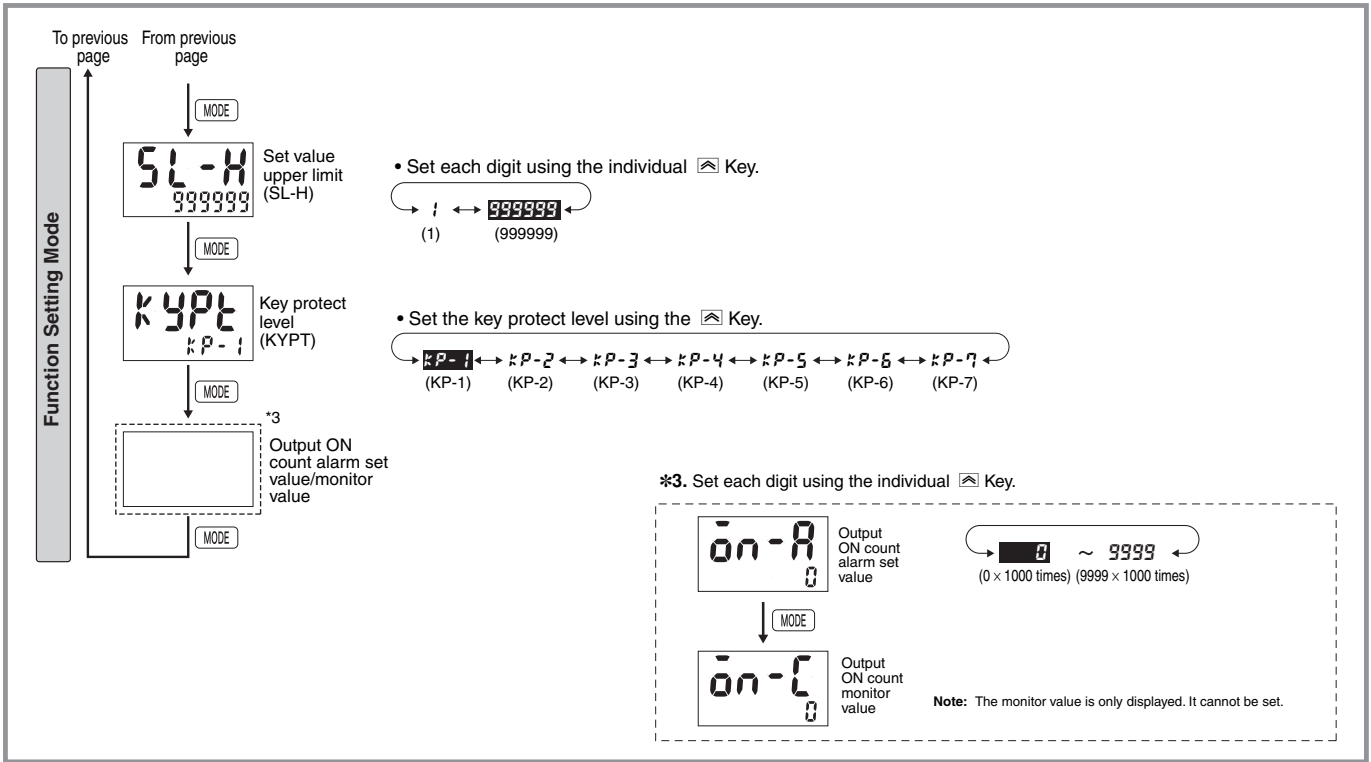 To previous page
From previous page
Function Setting Mode
MODE
SL-H
999999
Set value
upper limit
(SL-H)
• Set each digit using the individual Key.
1 999999
(1) (999999)
MODE
KYPt
KP-1
Key protect
level
(KYPT)
• Set the key protect level using the Key.
KP-1 KP-2 KP-3 KP-4 KP-5 KP-6 KP-7
(KP-1) (KP-2) (KP-3) (KP-4) (KP-5) (KP-6) (KP-7)
MODE
*3
Output ON
count alarm set
value/monitor
value
MODE
*3. Set each digit using the individual Key.
on-A
0
Output
ON count
alarm set
value
0 ~ 9999
(0 × 1000 times) (9999 × 1000 times)
MODE
on-C
0
Output
ON count
monitor
value
Note: The monitor value is only displayed. It cannot be set.